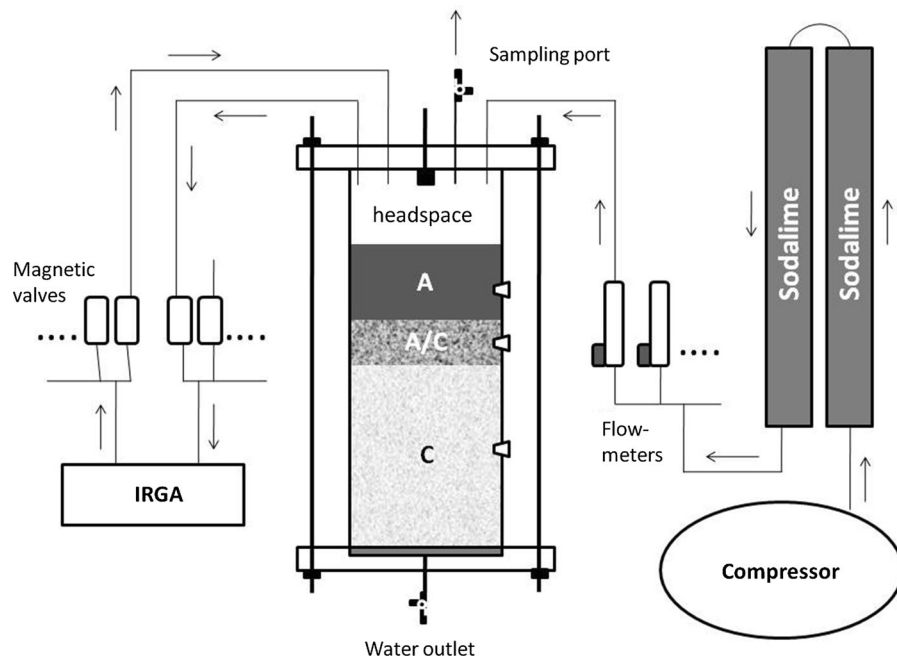 Sampling port
headspace
Magnetic
valves
A
A/C
C
IRGA
Flow-
meters
Sodalime
Sodalime
Compressor
Water outlet